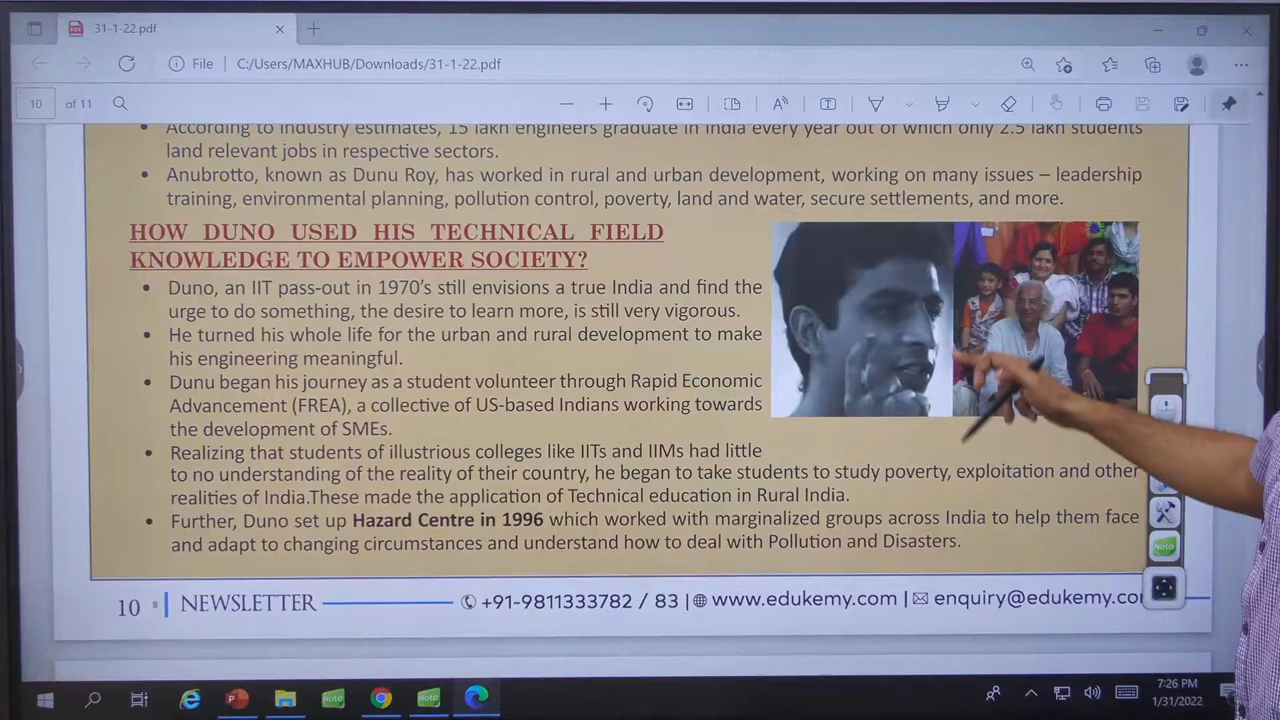 31-1-22.pdf
File
C:/Users/MAXHUB/Downloads/31-1-22.pdf
10 of 11
• According to industry estimates, 15 lakh engineers graduate in India every year out of which only 2.5 lakh students
land relevant jobs in respective sectors.
• Anubrotto, known as Dunu Roy, has worked in rural and urban development, working on many issues – leadership
training, environmental planning, pollution control, poverty, land and water, secure settlements, and more.
HOW DUNO USED HIS TECHNICAL FIELD
KNOWLEDGE TO EMPOWER SOCIETY?
• Duno, an IIT pass-out in 1970's still envisions a true India and find the
urge to do something, the desire to learn more, is still very vigorous.
• He turned his whole life for the urban and rural development to make
his engineering meaningful.
• Dunu began his journey as a student volunteer through Rapid Economic
Advancement (FREA), a collective of US-based Indians working towards
the development of SMEs.
• Realizing that students of illustrious colleges like IITs and IIMs had little
to no understanding of the reality of their country, he began to take students to study poverty, exploitation and other
realities of India.These made the application of Technical education in Rural India.
• Further, Duno set up Hazard Centre in 1996 which worked with marginalized groups across India to help them face
and adapt to changing circumstances and understand how to deal with Pollution and Disasters.
Note
10 NEWSLETTER +91-9811333782 / 83 | www.edukemy.com | enquiry@edukemy.co
Note Note
7:26 PM
1/31/2022